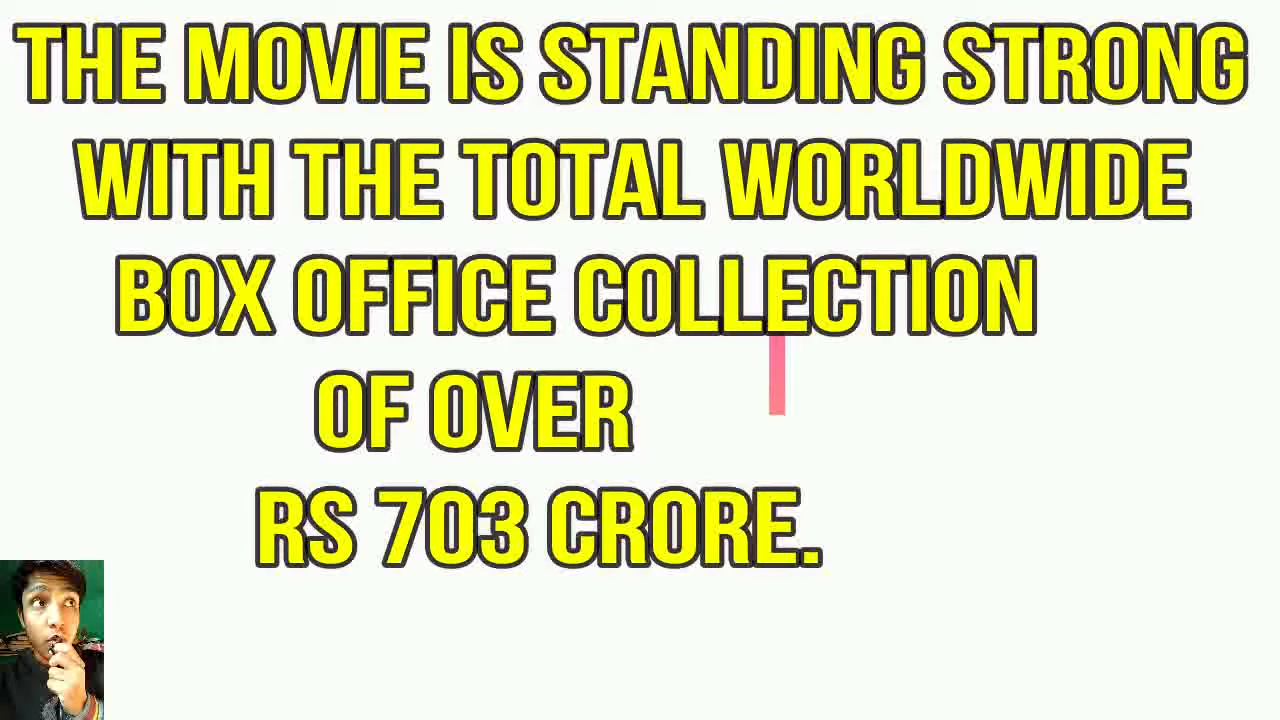 THE MOVIE IS STANDING STRONG
WITH THE TOTAL WORLDWIDE
BOX OFFICE COLLECTION
OF OVER
RS 703 CRORE.